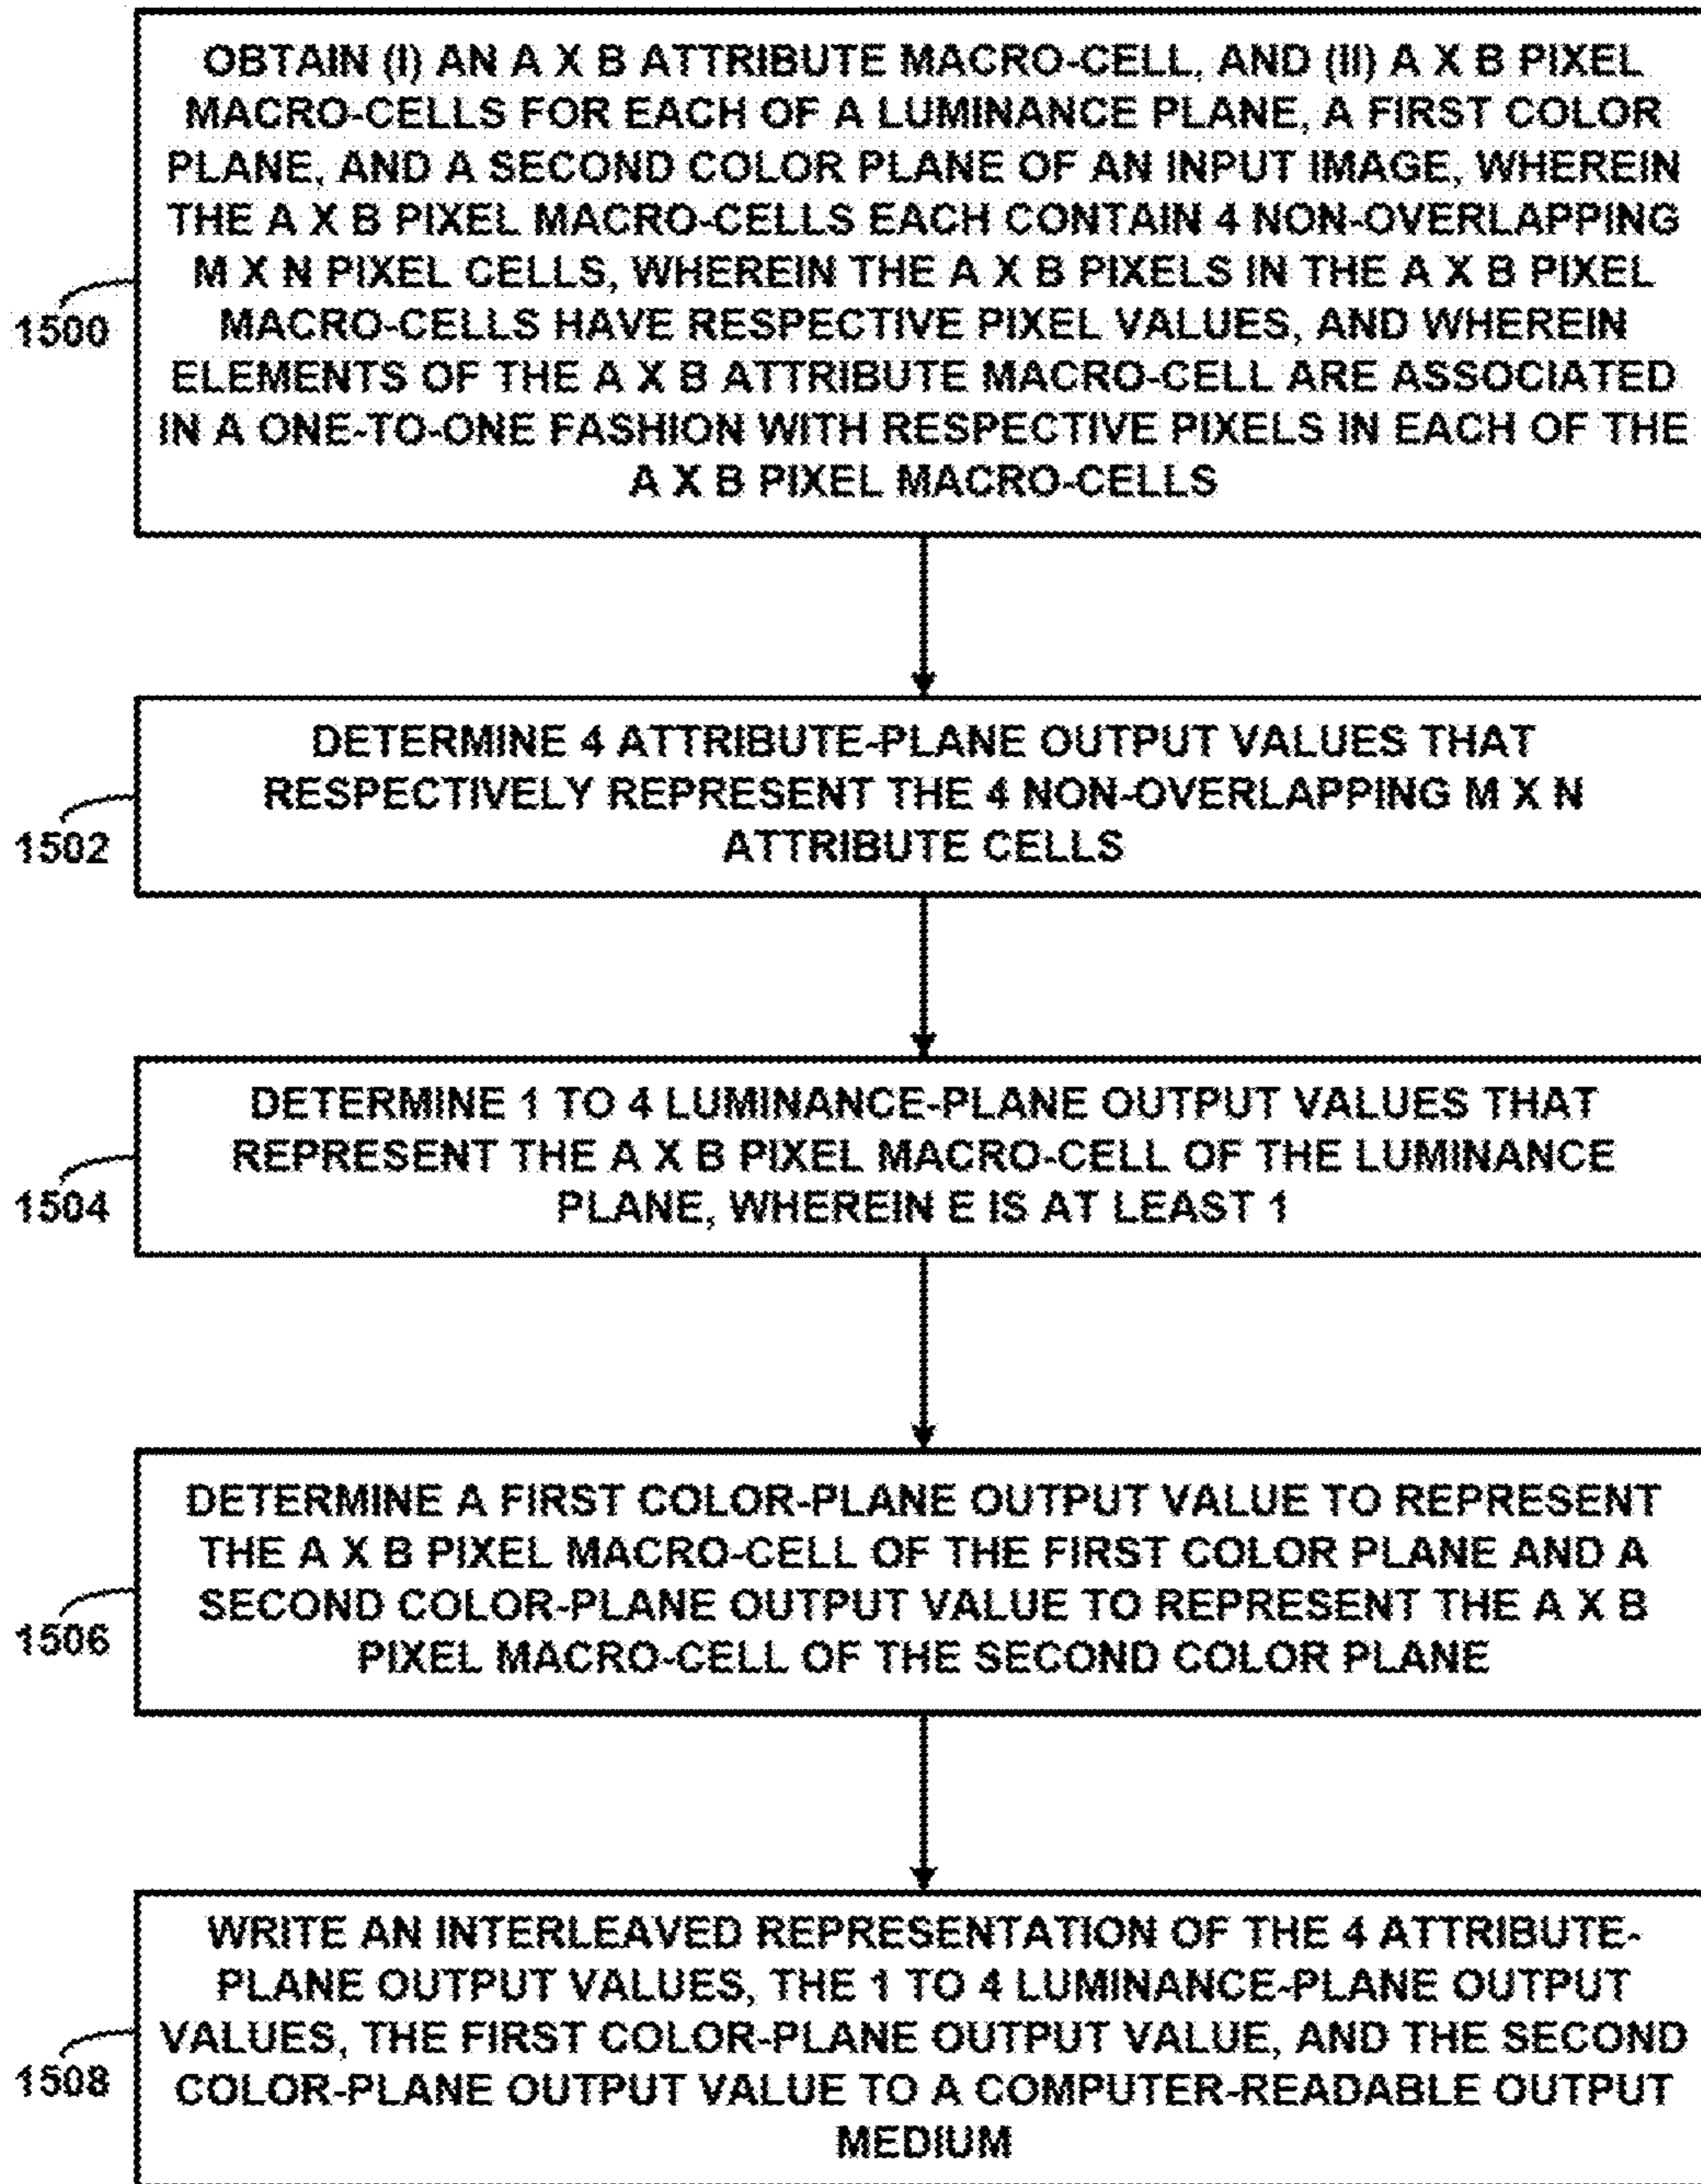 OBTAIN (I) AN A X B ATTRIBUTE MACRO-CELL, AND (II) A X B PIXEL
MACRO-CELLS FOR EACH OF A LUMINANCE PLANE, A FIRST COLOR
PLANE, AND A SECOND COLOR PLANE OF AN INPUT IMAGE, WHEREIN
THE A X B PIXEL MACRO-CELLS EACH CONTAIN 4 NON-OVERLAPPING
M X N PIXEL CELLS, WHEREIN THE A X B PIXELS IN THE A X B PIXEL
MACRO-CELLS HAVE RESPECTIVE PIXEL VALUES, AND WHEREIN
ELEMENTS OF THE A X B ATTRIBUTE MACRO-CELL ARE ASSOCIATED
IN A ONE-TO-ONE FASHION WITH RESPECTIVE PIXELS IN EACH OF THE
A X B PIXEL MACRO-CELLS
1500
DETERMINE 4 ATTRIBUTE-PLANE OUTPUT VALUES THAT
RESPECTIVELY REPRESENT THE 4 NON-OVERLAPPING M X N
ATTRIBUTE CELLS
1502
DETERMINE 1 TO 4 LUMINANCE-PLANE OUTPUT VALUES THAT
REPRESENT THE A X B PIXEL MACRO-CELL OF THE LUMINANCE
PLANE, WHEREIN E IS AT LEAST 1
1504
DETERMINE A FIRST COLOR-PLANE OUTPUT VALUE TO REPRESENT
THE A X B PIXEL MACRO-CELL OF THE FIRST COLOR PLANE AND A
SECOND COLOR-PLANE OUTPUT VALUE TO REPRESENT THE A X B
PIXEL MACRO-CELL OF THE SECOND COLOR PLANE
1506
WRITE AN INTERLEAVED REPRESENTATION OF THE 4 ATTRIBUTE-
PLANE OUTPUT VALUES, THE 1 TO 4 LUMINANCE-PLANE OUTPUT
VALUES, THE FIRST COLOR-PLANE OUTPUT VALUE, AND THE SECOND
COLOR-PLANE OUTPUT VALUE TO A COMPUTER-READABLE OUTPUT
MEDIUM
1508